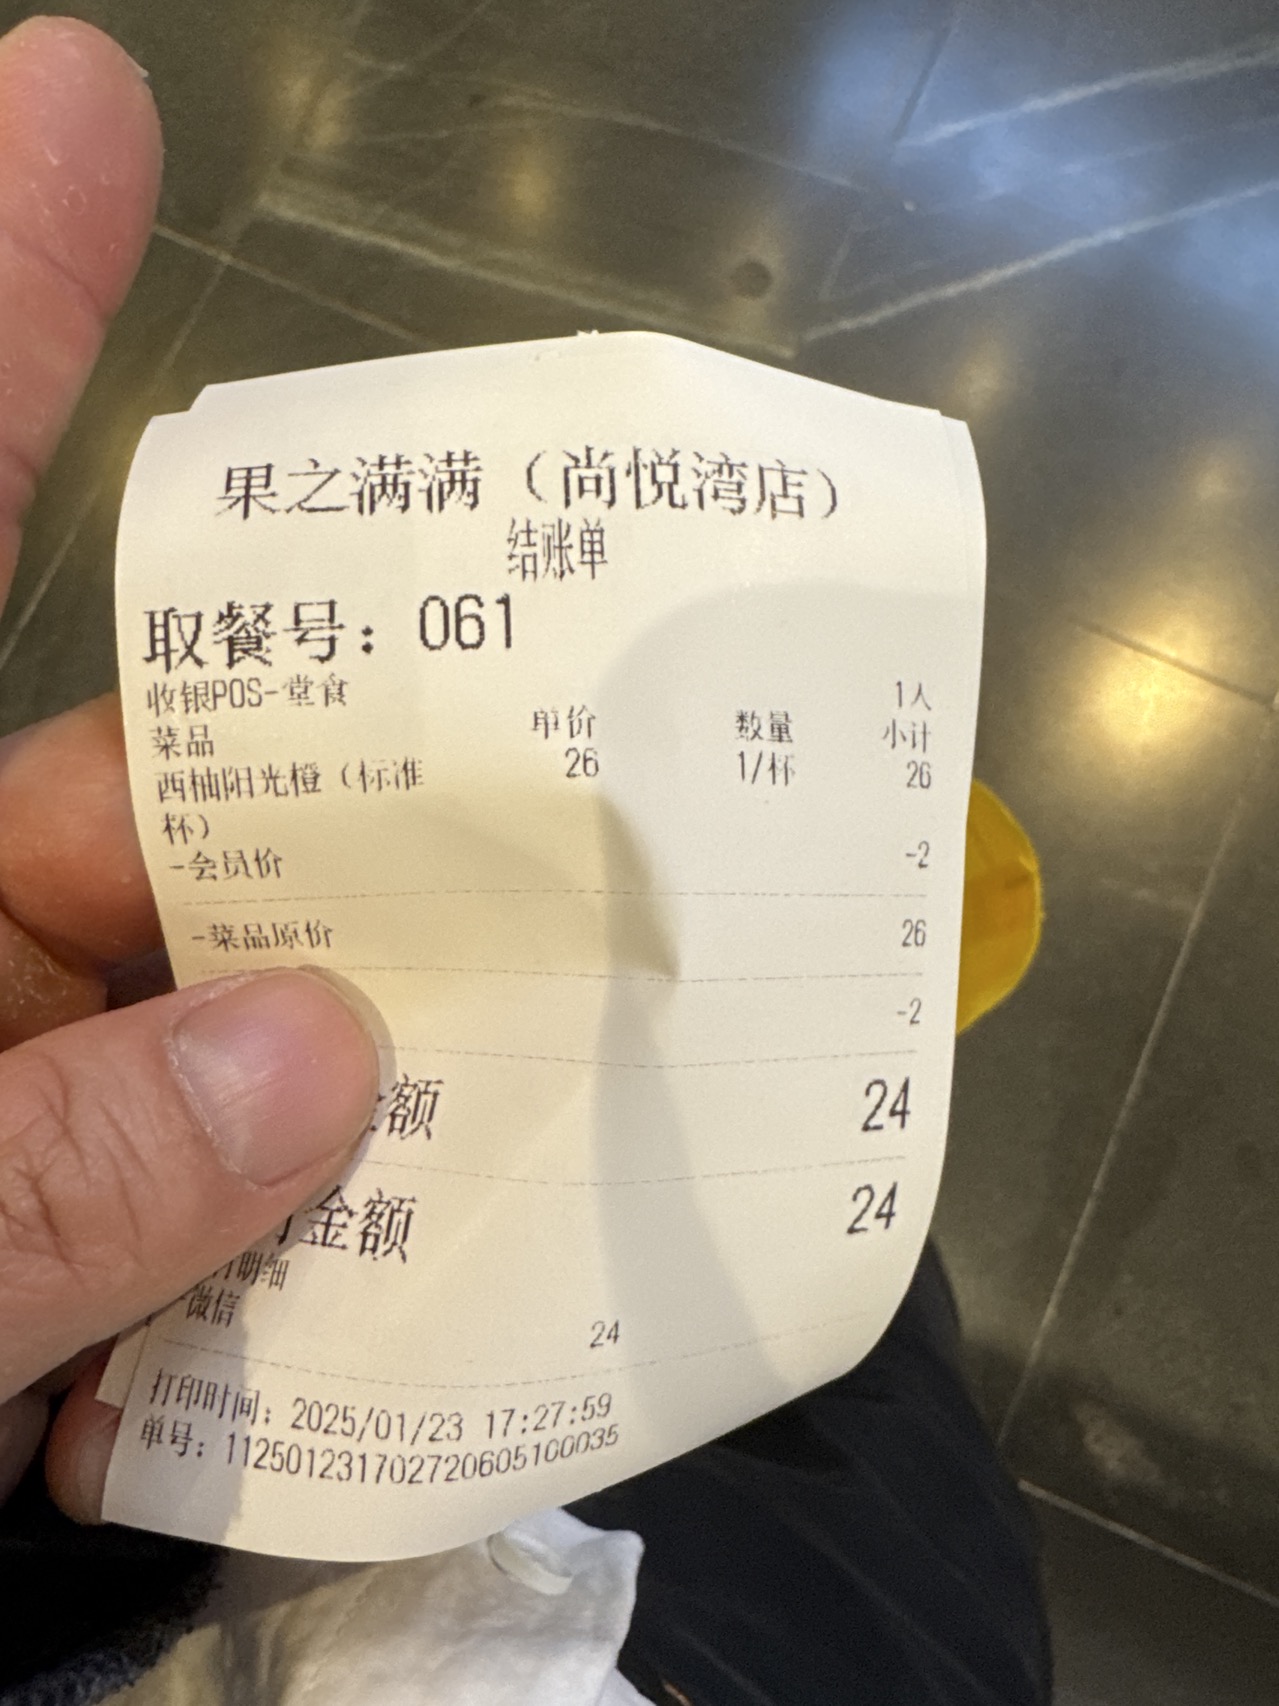 果之满满（尚悦湾店）
结账单
取餐号：061
收银POS-堂食 1人
菜品 单价 数量 小计
西柚阳光橙（标准 26 1/杯 26
杯）
-会员价 -2
-菜品原价 26
-2
金额 24
金额 24
明细
微信 24
打印时间：2025/01/23 17:27:59
单号：1125012317027206051​00035